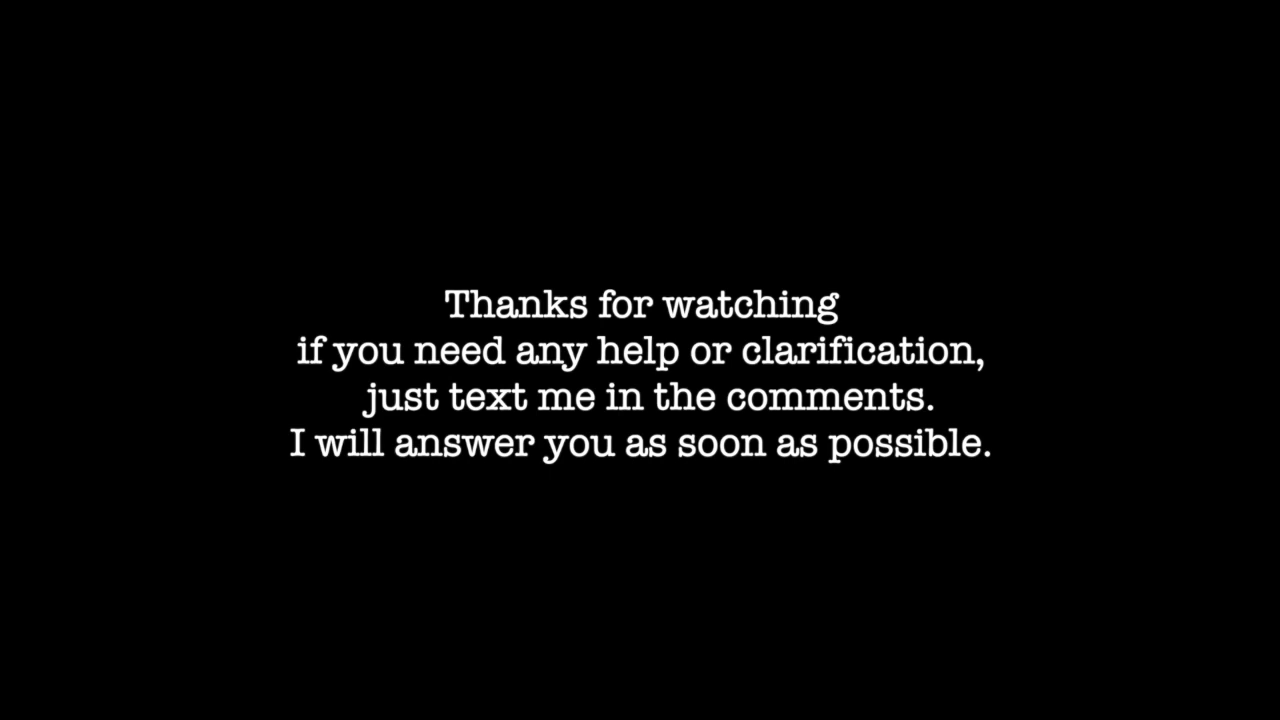 Thanks for watching
if you need any help or clarification,
just text me in the comments.
I will answer you as soon as possible.